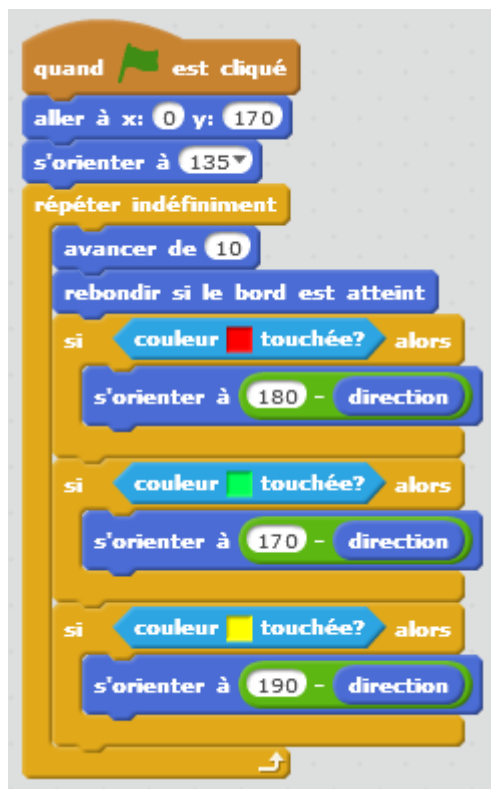 quand est cliqué
aller à x: 0 y: 170
s'orienter à 135
répéter indéfiniment
avancer de 10
rebondir si le bord est atteint
si couleur touchée? alors
s'orienter à 180 - direction
si couleur touchée? alors
s'orienter à 170 - direction
si couleur touchée? alors
s'orienter à 190 - direction